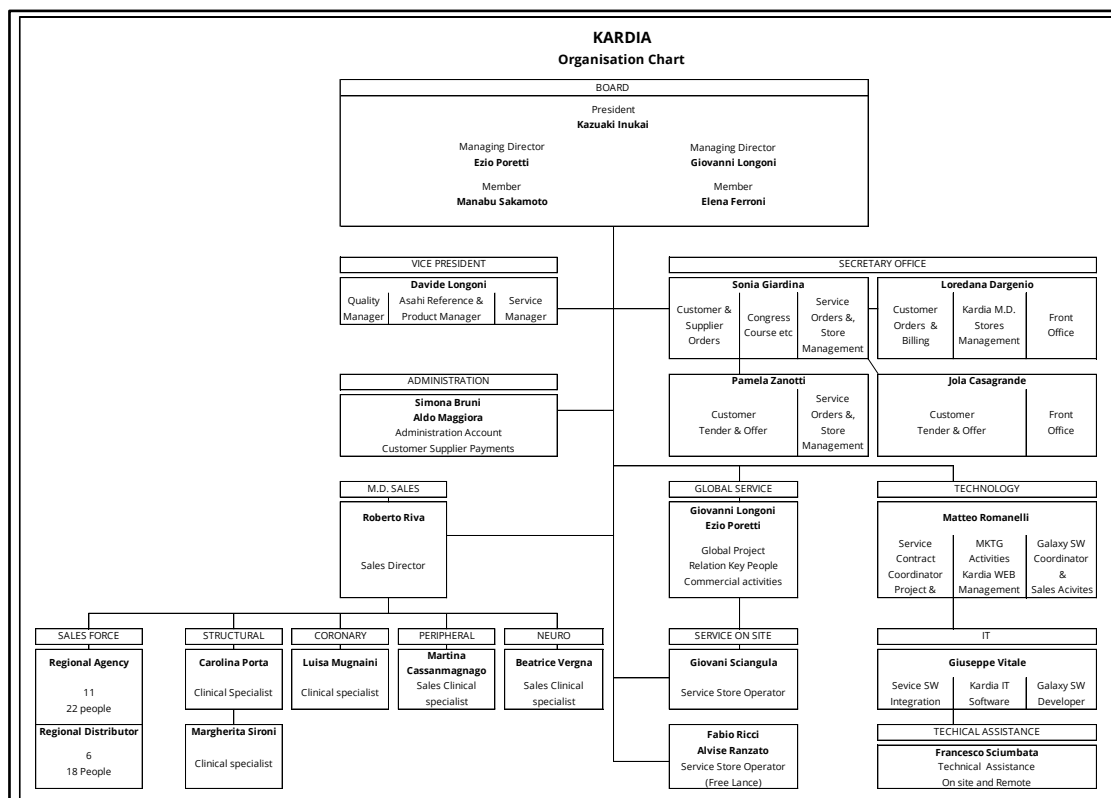 KARDIA
Organisation Chart
BOARD
President
Kazuaki Inukai
Managing Director
Ezio Poretti
Managing Director
Giovanni Longoni
Member
Manabu Sakamoto
Member
Elena Ferroni
VICE PRESIDENT
Davide Longoni
Quality
Manager
Asahi Reference &
Product Manager
Service
Manager
SECRETARY OFFICE
Sonia Giardina
Customer &
Supplier
Orders
Congress
Course etc
Service
Orders &,
Store
Management
Loredana Dargenio
Customer
Orders &
Billing
Kardia M.D.
Stores
Management
Front
Office
ADMINISTRATION
Simona Bruni
Aldo Maggiora
Administration Account
Customer Supplier Payments
Pamela Zanotti
Customer
Tender & Offer
Service
Orders &,
Store
Management
Jola Casagrande
Customer
Tender & Offer
Front
Office
M.D. SALES
Roberto Riva
Sales Director
GLOBAL SERVICE
Giovanni Longoni
Ezio Poretti
Global Project
Relation Key People
Commercial activities
TECHNOLOGY
Matteo Romanelli
Service
Contract
Coordinator
Project &
MKTG
Activities
Kardia WEB
Management
Galaxy SW
Coordinator
&
Sales Acivites
SALES FORCE
Regional Agency
11
22 people
Regional Distributor
6
18 People
STRUCTURAL
Carolina Porta
Clinical Specialist
Margherita Sironi
Clinical specialist
CORONARY
Luisa Mugnaini
Clinical specialist
PERIPHERAL
Martina
Cassanmagnago
Sales Clinical
specialist
NEURO
Beatrice Vergna
Sales Clinical
specialist
SERVICE ON SITE
Giovani Sciangula
Service Store Operator
Fabio Ricci
Alvise Ranzato
Service Store Operator
(Free Lance)
IT
Giuseppe Vitale
Sevice SW
Integration
Kardia IT
Software
Galaxy SW
Developer
TECHICAL ASSISTANCE
Francesco Sciumbata
Technical Assistance
On site and Remote